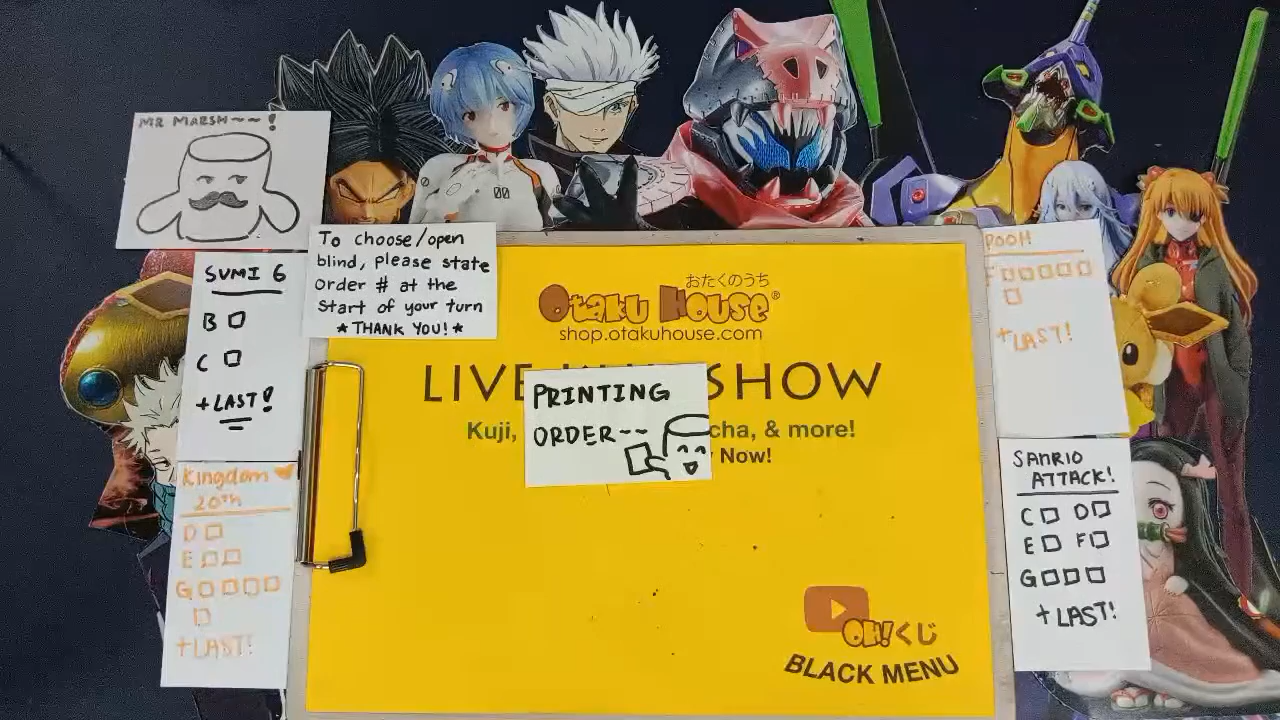 MR MARSH~~!
To choose/open
blind, please state
order # at the
start of your turn
★THANK YOU!★
SUMI 6
B
C
+LAST!
Kingdom
20th
D
E
G
+LAST!
おたくのうち
Otaku House®
shop.otakuhouse.com
LIVE SHOW
PRINTING
ORDER~~
Kuji, cha, & more!
Now!
Oh!くじ
BLACK MENU
POOH
F
+LAST!
SANRIO
ATTACK!
C D
E F
G
+LAST!
00